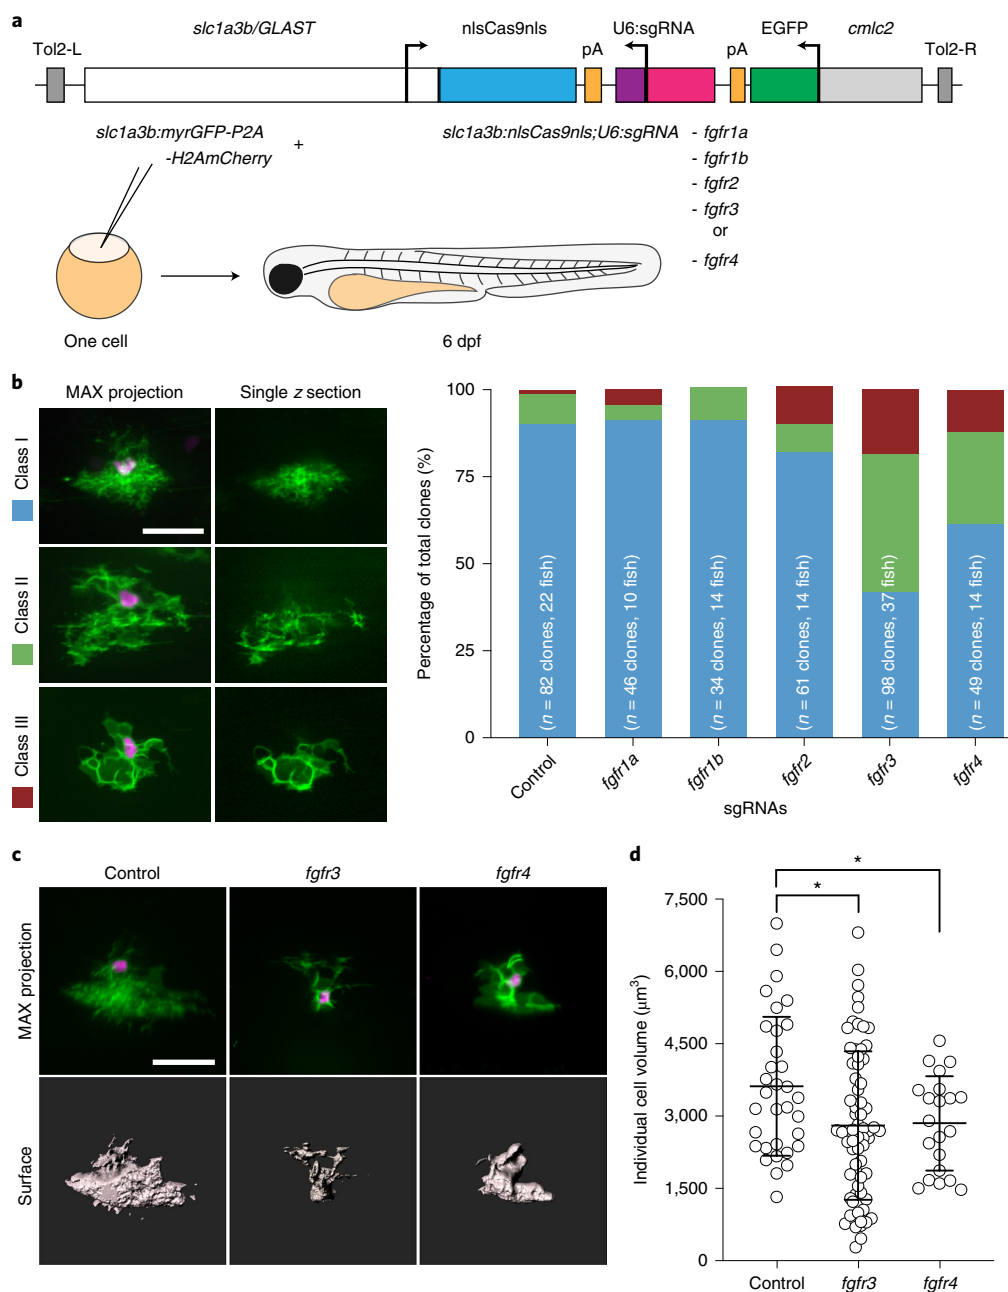 a
slc1a3b/GLAST
nlsCas9nls
U6:sgRNA
EGFP
cmlc2
Tol2-L
pA
pA
Tol2-R
slc1a3b:myrGFP-P2A
-H2AmCherry
+
slc1a3b:nlsCas9nls;U6:sgRNA
- fgfr1a
- fgfr1b
- fgfr2
- fgfr3
or
- fgfr4
One cell
6 dpf
b
MAX projection
Single z section
Class I
Class II
Class III
Percentage of total clones (%)
100
75
50
25
0
(n = 82 clones, 22 fish)
(n = 46 clones, 10 fish)
(n = 34 clones, 14 fish)
(n = 61 clones, 14 fish)
(n = 98 clones, 37 fish)
(n = 49 clones, 14 fish)
Control
fgfr1a
fgfr1b
fgfr2
fgfr3
fgfr4
sgRNAs
c
Control
fgfr3
fgfr4
MAX projection
Surface
d
*
*
Individual cell volume (μm³)
7,500
6,000
4,500
3,000
1,500
0
Control
fgfr3
fgfr4